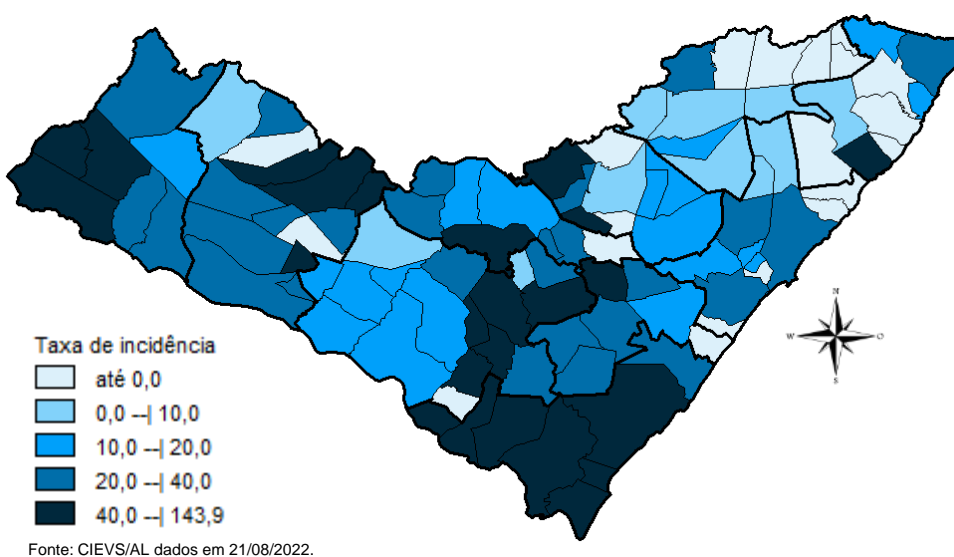 N
W
O
S
Taxa de incidência
até 0,0
0,0 --| 10,0
10,0 --| 20,0
20,0 --| 40,0
40,0 --| 143,9
Fonte: CIEVS/AL dados em 21/08/2022.